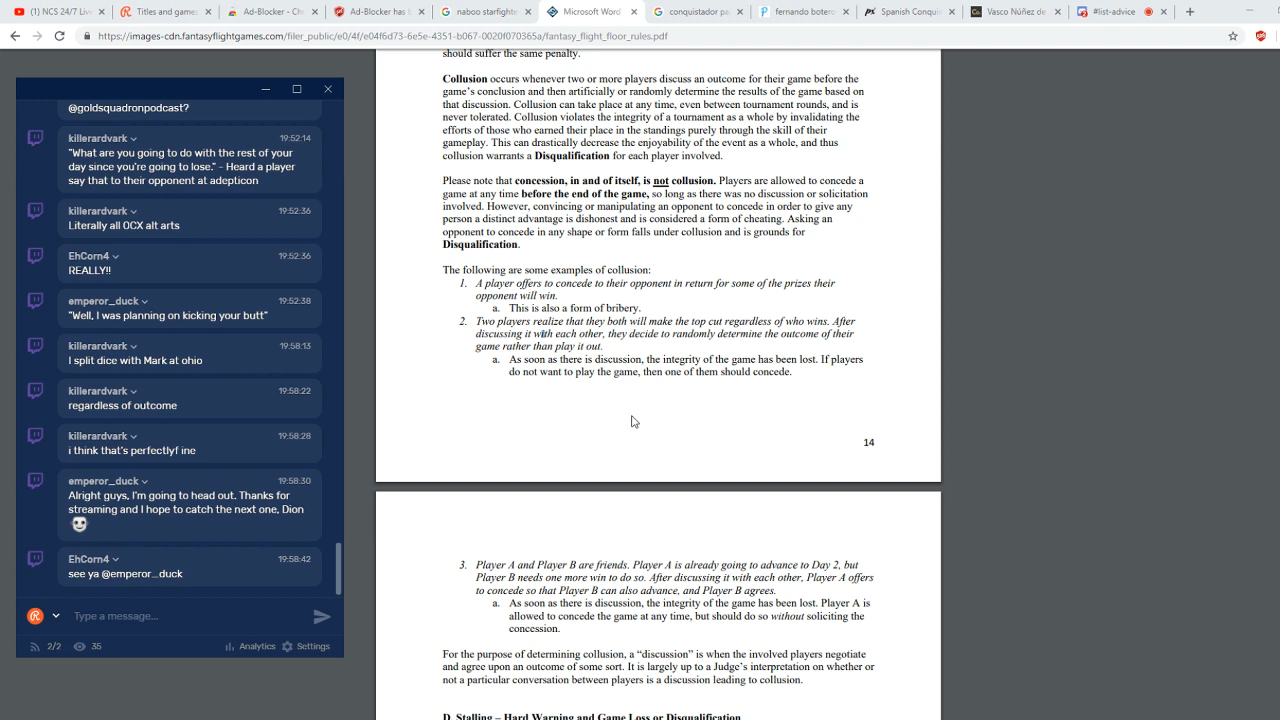 (1) NCS 24/7 Live
Titles and games
Ad-Blocker - Ch
Ad-Blocker has b
naboo starfighte
Microsoft Word
conquistador pa
fernando botero
Spanish Conqui
Vasco Núñez de
#list-advice
https://images-cdn.fantasyflightgames.com/filer_public/e0/4f/e04f6d73-6e5e-4351-b067-0020f070365a/fantasy_flight_floor_rules.pdf
@goldsquadronpodcast?
killerardvark 19:52:14
"What are you going to do with the rest of your
day since you're going to lose." - Heard a player
say that to their opponent at adepticon
killerardvark 19:52:36
Literally all OCX alt arts
EhCorn4 19:52:36
REALLY!!
emperor_duck 19:52:38
"Well, I was planning on kicking your butt"
killerardvark 19:58:13
I split dice with Mark at ohio
killerardvark 19:58:22
regardless of outcome
killerardvark 19:58:28
i think that's perfectlyf ine
emperor_duck 19:58:30
Alright guys, I'm going to head out. Thanks for
streaming and I hope to catch the next one, Dion
EhCorn4 19:58:42
see ya @emperor_duck
Type a message...
2/2 35 Analytics Settings
should suffer the same penalty.
Collusion occurs whenever two or more players discuss an outcome for their game before the
game's conclusion and then artificially or randomly determine the results of the game based on
that discussion. Collusion can take place at any time, even between tournament rounds, and is
never tolerated. Collusion violates the integrity of a tournament as a whole by invalidating the
efforts of those who earned their place in the standings purely through the skill of their
gameplay. This can drastically decrease the enjoyability of the event as a whole, and thus
collusion warrants a Disqualification for each player involved.
Please note that concession, in and of itself, is not collusion. Players are allowed to concede a
game at any time before the end of the game, so long as there was no discussion or solicitation
involved. However, convincing or manipulating an opponent to concede in order to give any
person a distinct advantage is dishonest and is considered a form of cheating. Asking an
opponent to concede in any shape or form falls under collusion and is grounds for
Disqualification.
The following are some examples of collusion:
1. A player offers to concede to their opponent in return for some of the prizes their
opponent will win.
a. This is also a form of bribery.
2. Two players realize that they both will make the top cut regardless of who wins. After
discussing it with each other, they decide to randomly determine the outcome of their
game rather than play it out.
a. As soon as there is discussion, the integrity of the game has been lost. If players
do not want to play the game, then one of them should concede.
14
3. Player A and Player B are friends. Player A is already going to advance to Day 2, but
Player B needs one more win to do so. After discussing it with each other, Player A offers
to concede so that Player B can also advance, and Player B agrees.
a. As soon as there is discussion, the integrity of the game has been lost. Player A is
allowed to concede the game at any time, but should do so without soliciting the
concession.
For the purpose of determining collusion, a "discussion" is when the involved players negotiate
and agree upon an outcome of some sort. It is largely up to a Judge's interpretation on whether or
not a particular conversation between players is a discussion leading to collusion.
D. Stalling – Hard Warning and Game Loss or Disqualification